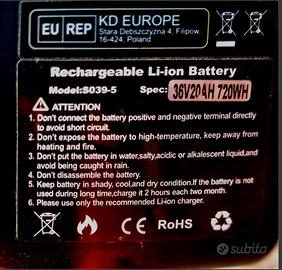 EU REP
KD EUROPE
Stara Debszczyzna 4, Filipow,
16-424, Poland
Rechargeable Li-ion Battery
Model:S039-5 Spec: 36V20AH 720WH
ATTENTION
1. Don't connect the battery positive and negative terminal directly
to avoid short circuit.
2. Don't expose the battery to high-temperature, keep away from
heating and fire.
3. Don't put the battery in water,salty,acidic or alkalescent liquid,and
avoid being caught in rain.
4. Don't disassemble the battery.
5. Keep battery in shady, cool,and dry condition.If the battery is not
used during long time,charge it 2 hours each two month.
6. Please use only the recommended Li-ion charger.
CE RoHS
subito